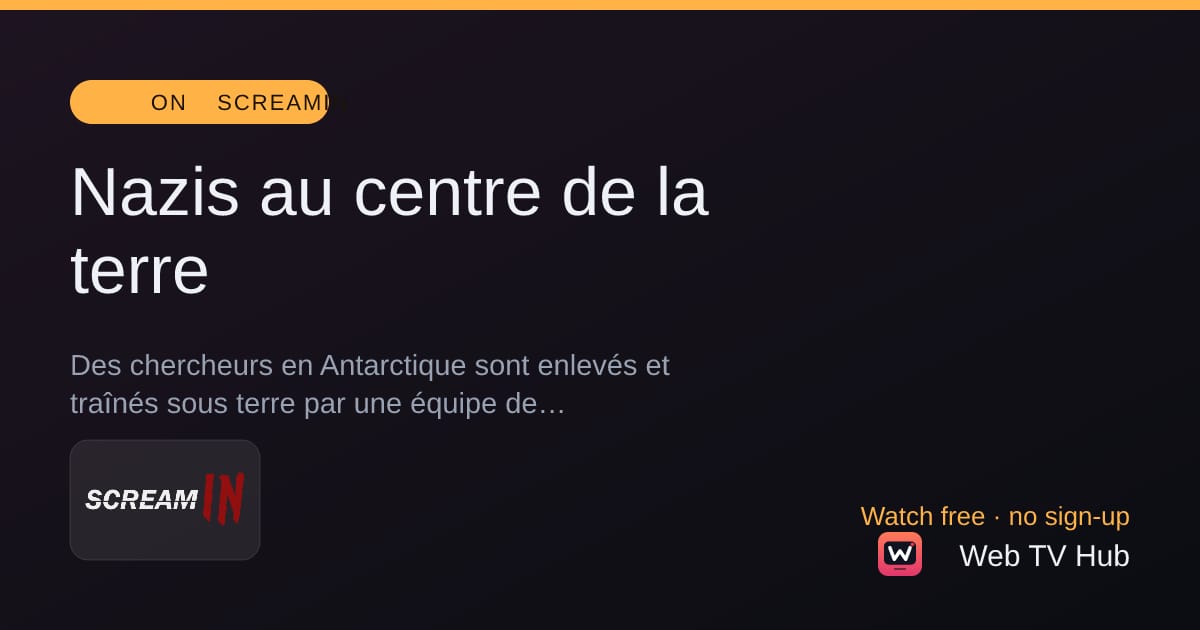 ON SCREAMIN
Nazis au centre de la
terre
Des chercheurs en Antarctique sont enlevés et
traînés sous terre par une équipe de…
SCREAM IN
Watch free · no sign-up
W Web TV Hub